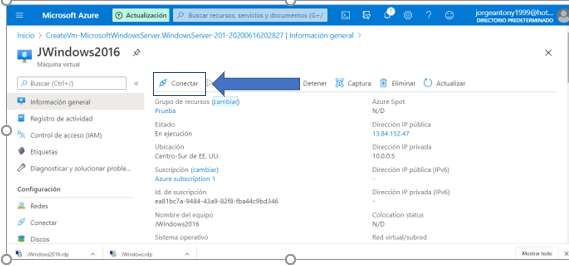 Microsoft Azure
Actualización
Buscar recursos, servicios y documentos (G+/)
jorgeantony1999@hot...
DIRECTORIO PREDETERMINADO
Inicio > CreateVm-MicrosoftWindowsServer.WindowsServer-201-20200616202827 | Información general >
JWindows2016
Máquina virtual
Buscar (Ctrl+/)
Conectar
Detener
Captura
Eliminar
Actualizar
Información general
Registro de actividad
Control de acceso (IAM)
Etiquetas
Diagnosticar y solucionar proble...
Configuración
Redes
Conectar
Discos
Grupo de recursos (cambiar)
Prueba
Estado
En ejecución
Ubicación
Centro-Sur de EE. UU.
Suscripción (cambiar)
Azure subscription 1
Id. de suscripción
ea81bc7a-9484-43a9-82f8-fba44c9bd346
Nombre del equipo
JWindows2016
Sistema operativo
Azure Spot
N/D
Dirección IP pública
13.84.152.47
Dirección IP privada
10.0.0.5
Dirección IP pública (IPv6)
-
Dirección IP privada (IPv6)
-
Colocation status
N/D
Red virtual/subred
JWindows2016.rdp
JWindows.rdp
Mostrar todo